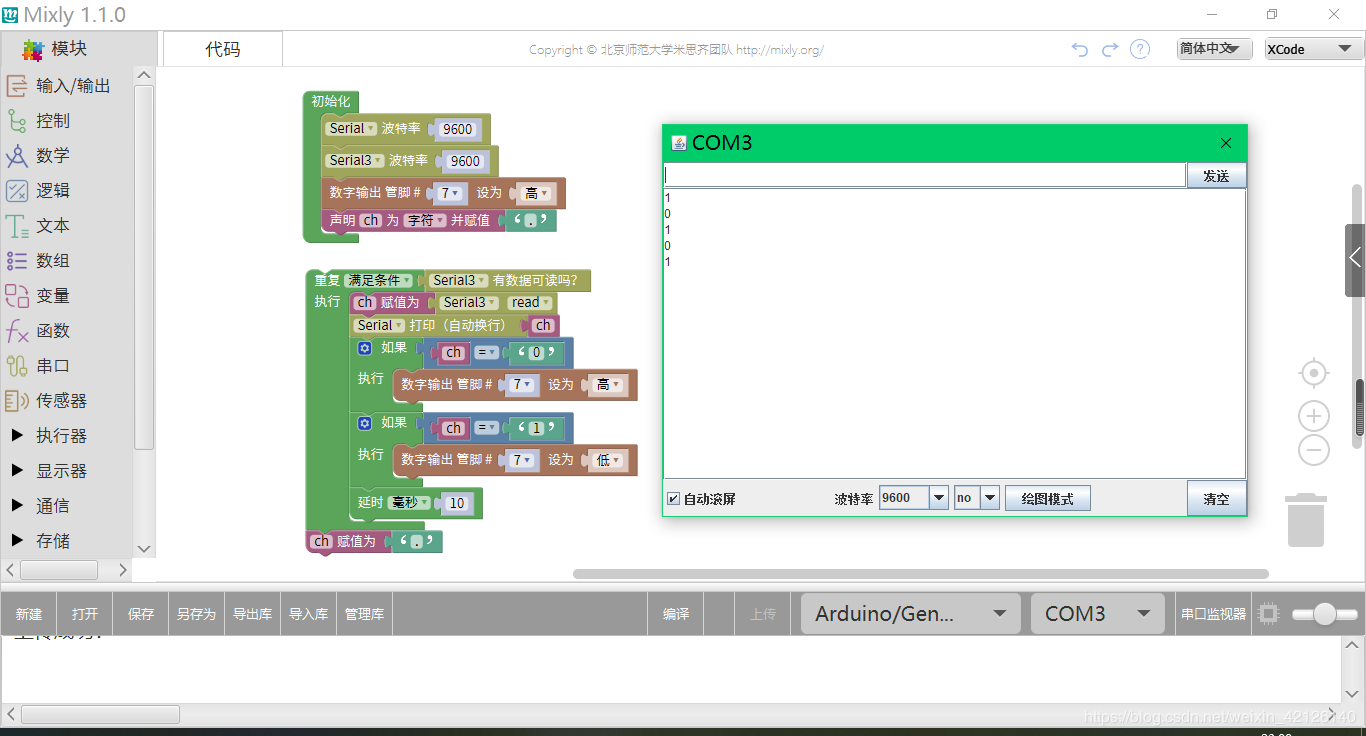 Mixly 1.1.0
模块
代码
Copyright © 北京师范大学米思齐团队 http://mixly.org/
简体中文
XCode
输入/输出
控制
数学
逻辑
文本
数组
变量
函数
串口
传感器
执行器
显示器
通信
存储
初始化
Serial 波特率 9600
Serial3 波特率 9600
数字输出 管脚 # 7 设为 高
声明 ch 为 字符 并赋值 ‘ . ’
重复 满足条件 Serial3 有数据可读吗?
执行 ch 赋值为 Serial3 read
Serial 打印（自动换行） ch
如果 ch = ‘ 0 ’
执行 数字输出 管脚 # 7 设为 高
如果 ch = ‘ 1 ’
执行 数字输出 管脚 # 7 设为 低
延时 毫秒 10
ch 赋值为 ‘ . ’
COM3
发送
1
0
1
0
1
自动滚屏
波特率 9600 no 绘图模式 清空
新建 打开 保存 另存为 导出库 导入库 管理库 编译 上传 Arduino/Gen... COM3 串口监视器
https://blog.csdn.net/weixin_42126140